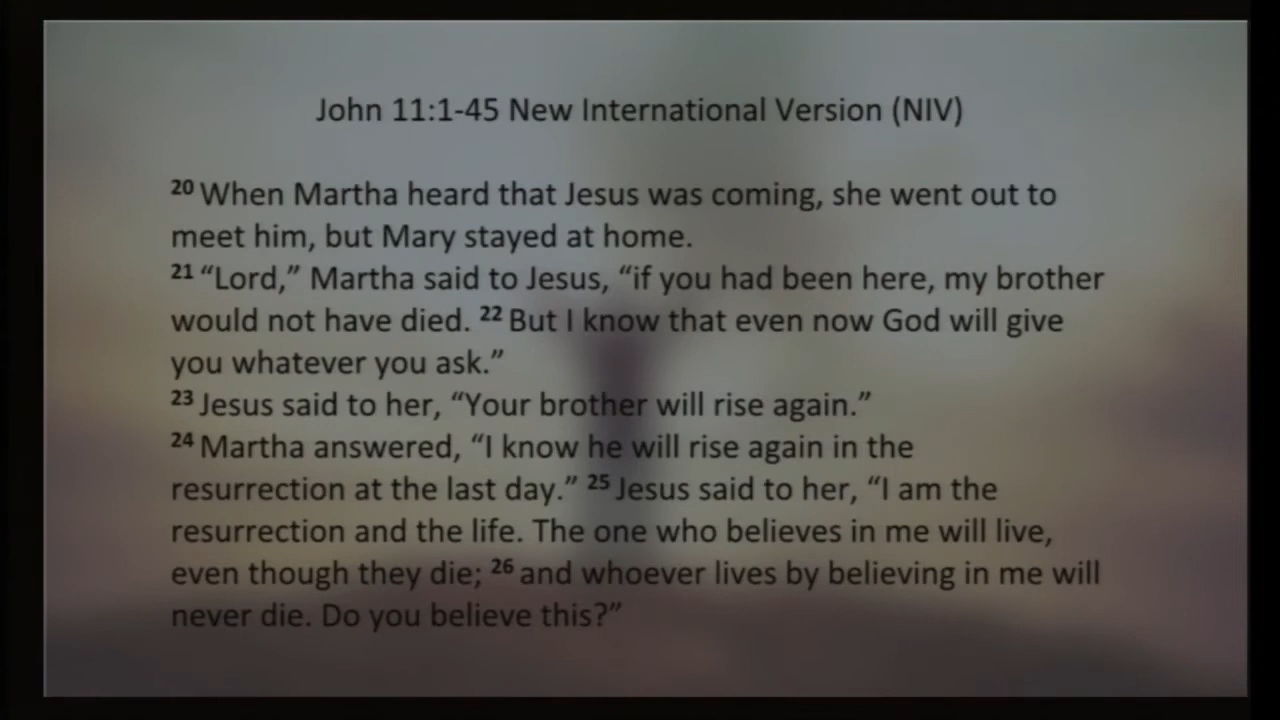 John 11:1-45 New International Version (NIV)
20 When Martha heard that Jesus was coming, she went out to
meet him, but Mary stayed at home.
21 “Lord,” Martha said to Jesus, “if you had been here, my brother
would not have died. 22 But I know that even now God will give
you whatever you ask.”
23 Jesus said to her, “Your brother will rise again.”
24 Martha answered, “I know he will rise again in the
resurrection at the last day.” 25 Jesus said to her, “I am the
resurrection and the life. The one who believes in me will live,
even though they die; 26 and whoever lives by believing in me will
never die. Do you believe this?”